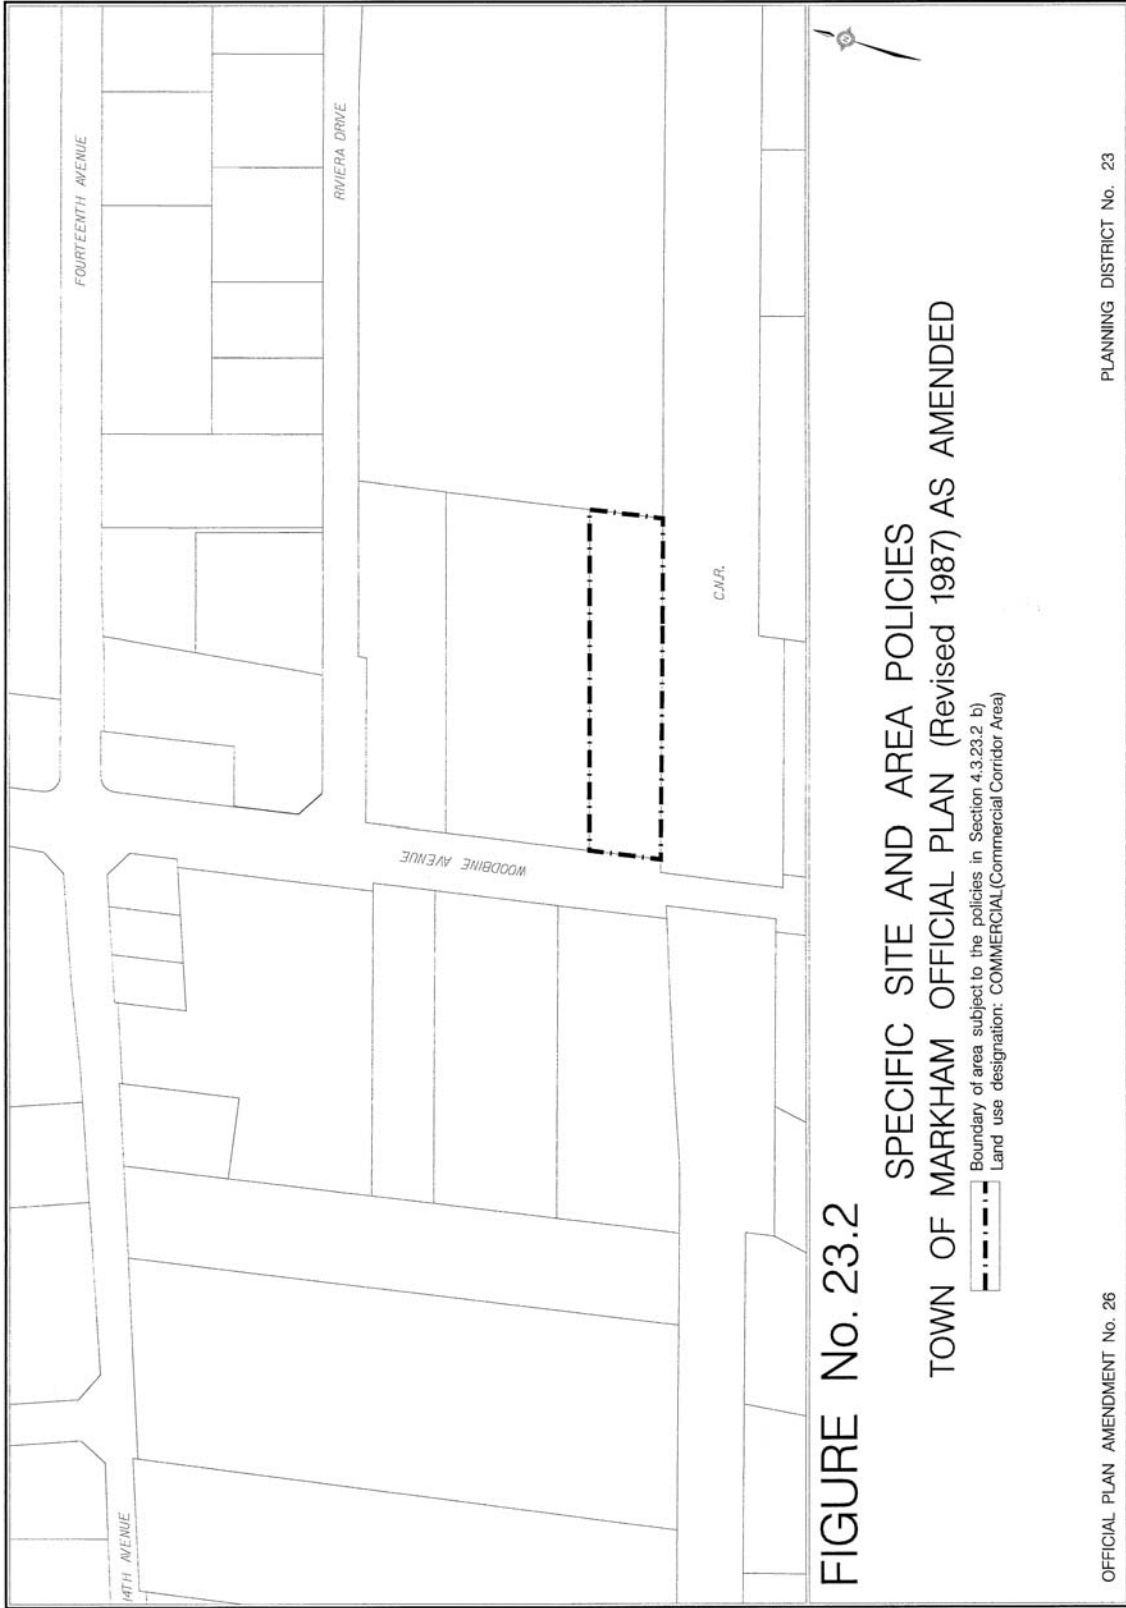 14TH AVENUE
FOURTEENTH AVENUE
RIVIERA DRIVE
WOODBINE AVENUE
C.N.R.
N
FIGURE No. 23.2
SPECIFIC SITE AND AREA POLICIES
TOWN OF MARKHAM OFFICIAL PLAN (Revised 1987) AS AMENDED
Boundary of area subject to the policies in Section 4.3.23.2 b)
Land use designation: COMMERCIAL(Commercial Corridor Area)
OFFICIAL PLAN AMENDMENT No. 26
PLANNING DISTRICT No. 23